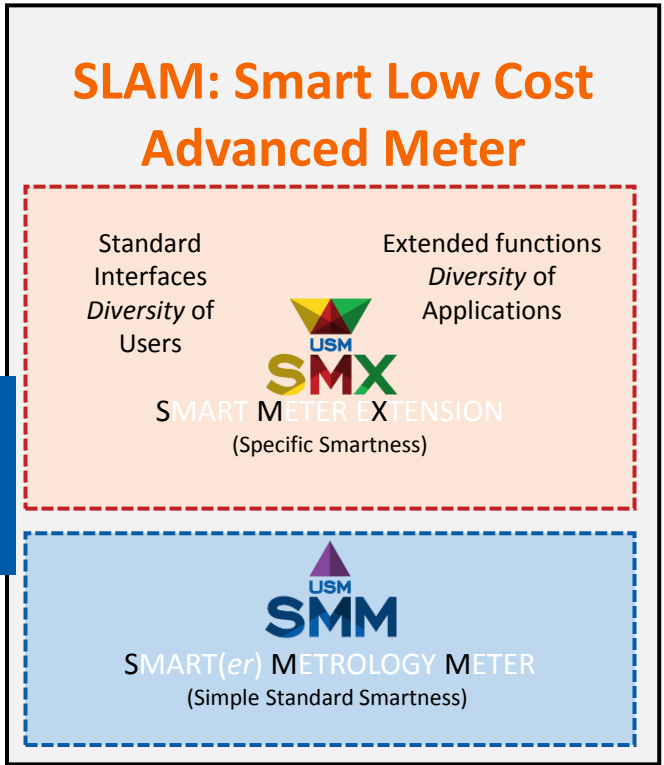 SLAM: Smart Low Cost
Advanced Meter
Standard
Interfaces
Diversity of
Users
Extended functions
Diversity of
Applications
USM
SMX
SMART METER EXTENSION
(Specific Smartness)
USM
SMM
SMART(er) METROLOGY METER
(Simple Standard Smartness)